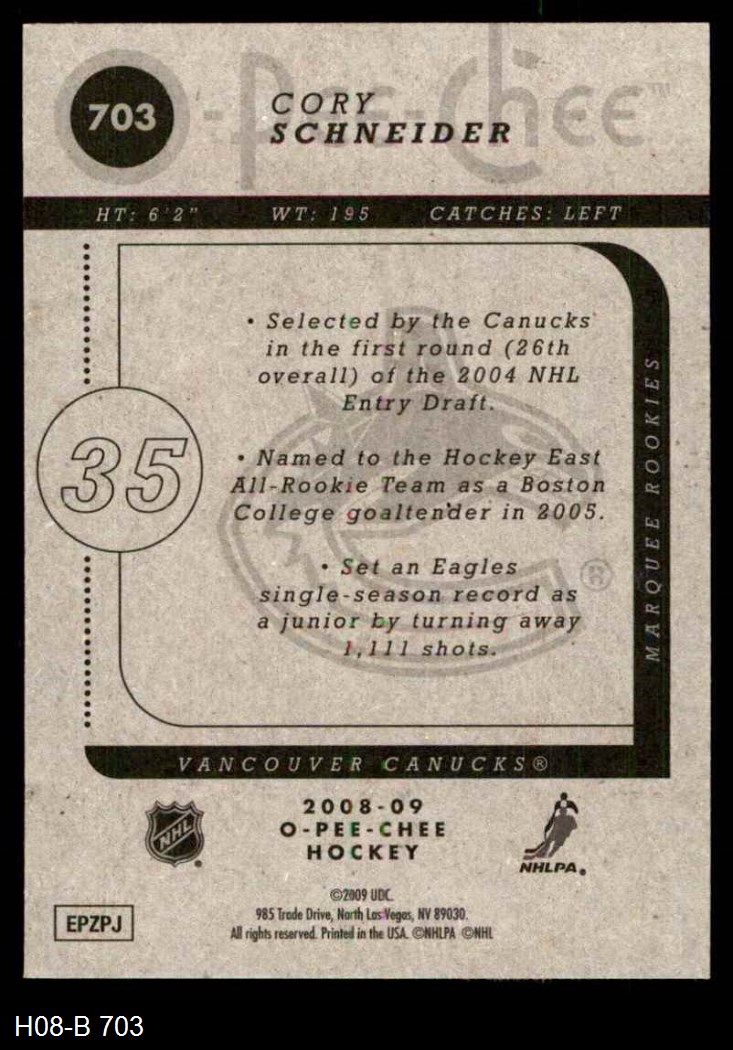 O-Pee-Chee™
703
CORY
SCHNEIDER
HT: 6'2" WT: 195 CATCHES: LEFT
• Selected by the Canucks
in the first round (26th
overall) of the 2004 NHL
Entry Draft.
35
• Named to the Hockey East
All-Rookie Team as a Boston
College goaltender in 2005.
• Set an Eagles
single-season record as
a junior by turning away
1,111 shots.
®
MARQUEE ROOKIES
VANCOUVER CANUCKS®
NHL®
2008-09
O-PEE-CHEE
HOCKEY
NHLPA®
©2009 UDC.
985 Trade Drive, North Las Vegas, NV 89030.
All rights reserved. Printed in the USA. ©NHLPA ©NHL
EPZPJ
H08-B 703